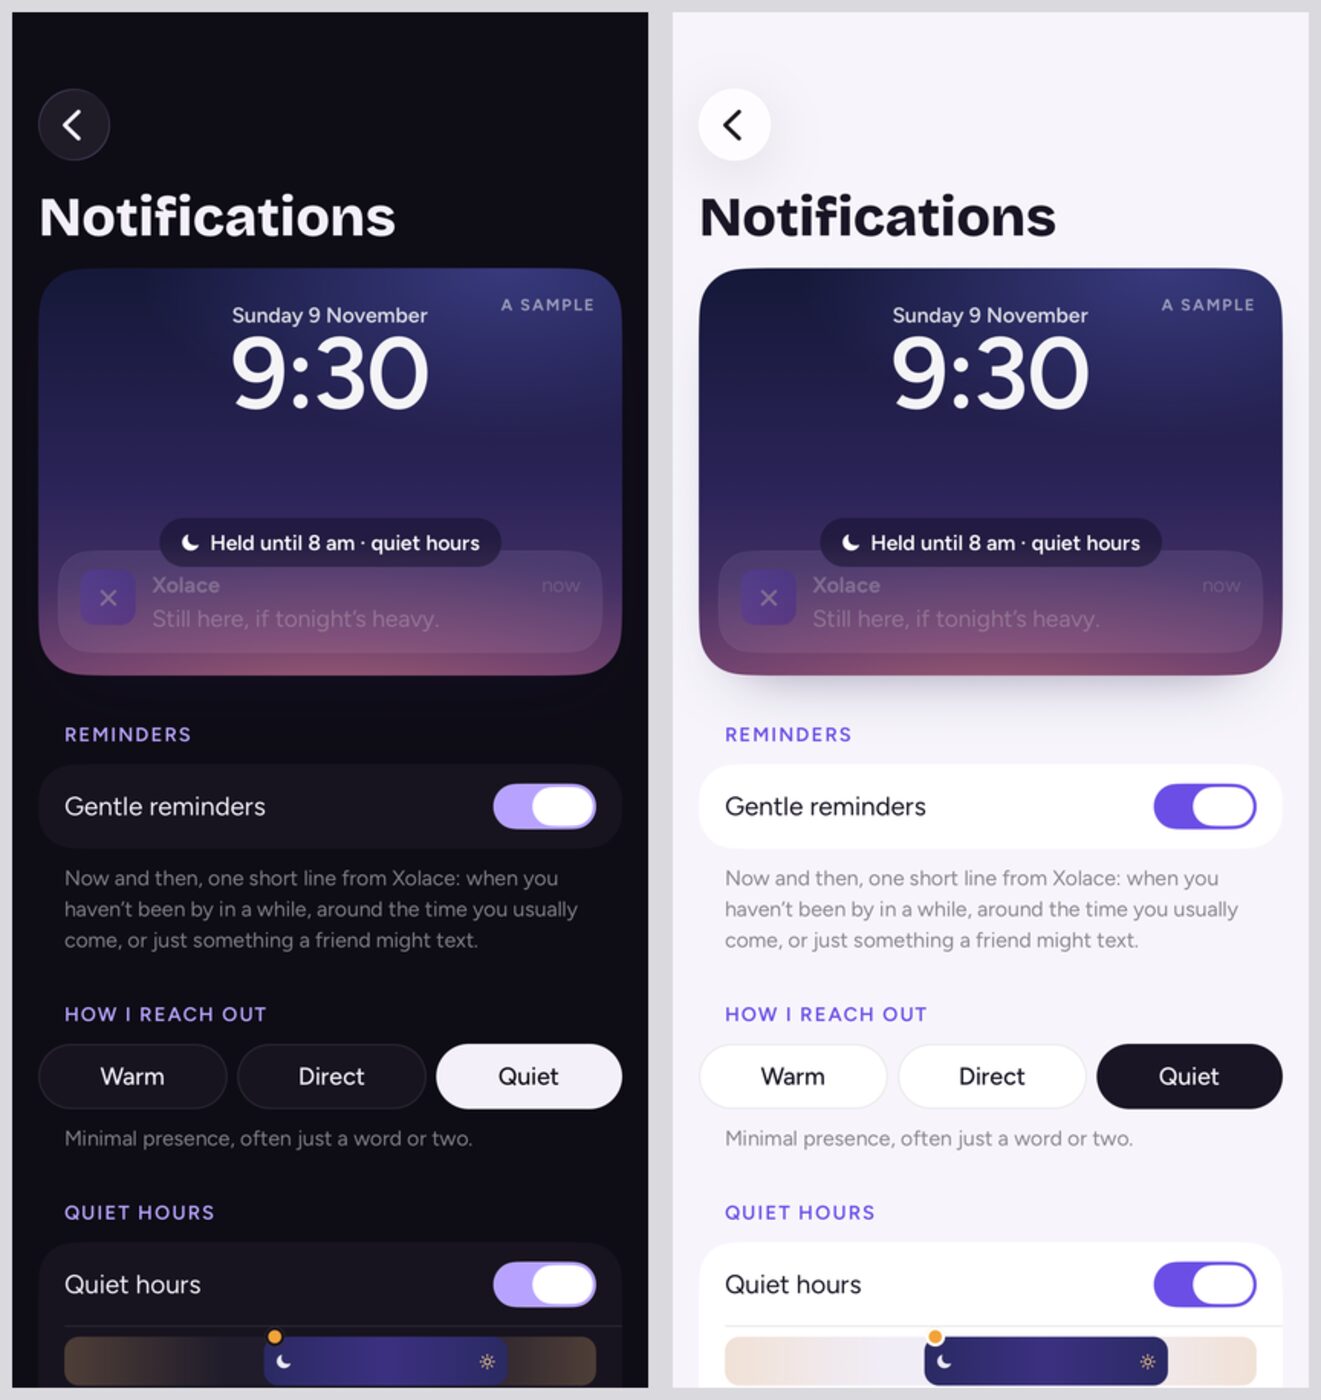 Notifications
A SAMPLE
Sunday 9 November
9:30
Held until 8 am · quiet hours
Xolace
now
Still here, if tonight’s heavy.
REMINDERS
Gentle reminders
Now and then, one short line from Xolace: when you
haven’t been by in a while, around the time you usually
come, or just something a friend might text.
HOW I REACH OUT
Warm
Direct
Quiet
Minimal presence, often just a word or two.
QUIET HOURS
Quiet hours
Notifications
A SAMPLE
Sunday 9 November
9:30
Held until 8 am · quiet hours
Xolace
now
Still here, if tonight’s heavy.
REMINDERS
Gentle reminders
Now and then, one short line from Xolace: when you
haven’t been by in a while, around the time you usually
come, or just something a friend might text.
HOW I REACH OUT
Warm
Direct
Quiet
Minimal presence, often just a word or two.
QUIET HOURS
Quiet hours